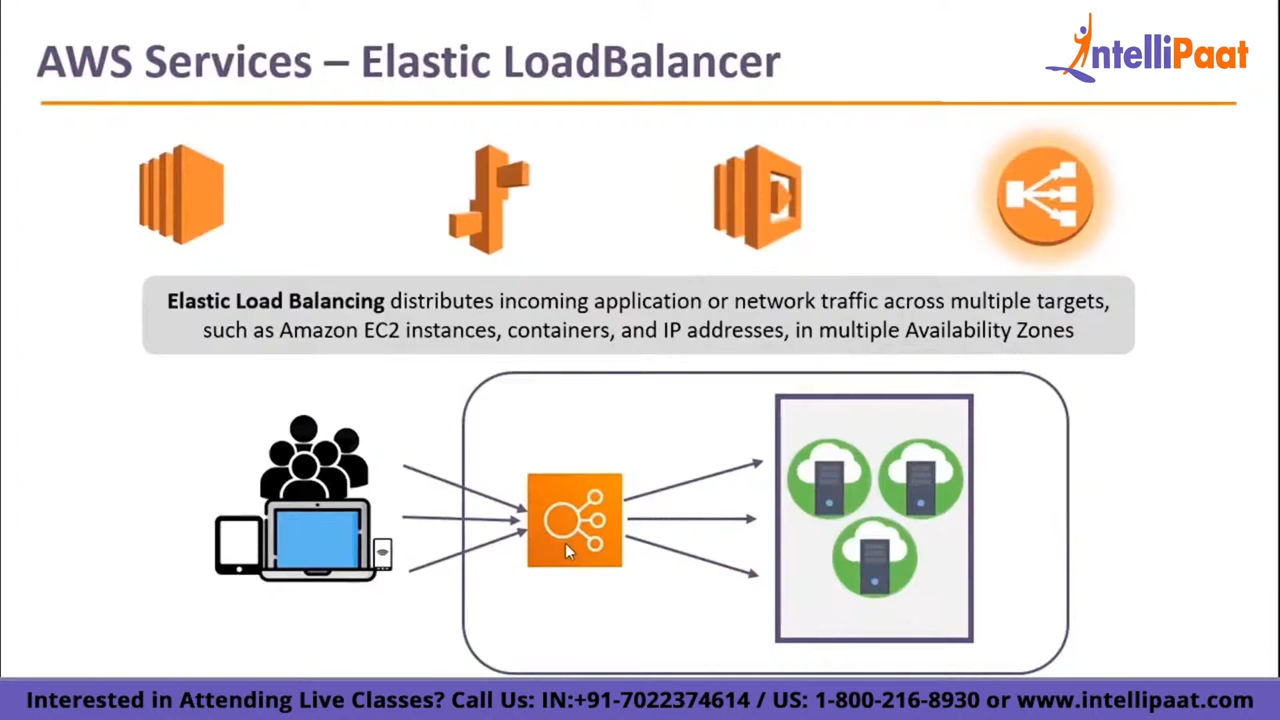 AWS Services – Elastic LoadBalancer
IntelliPaat
Elastic Load Balancing distributes incoming application or network traffic across multiple targets,
such as Amazon EC2 instances, containers, and IP addresses, in multiple Availability Zones
Interested in Attending Live Classes? Call Us: IN:+91-7022374614 / US: 1-800-216-8930 or www.intellipaat.com